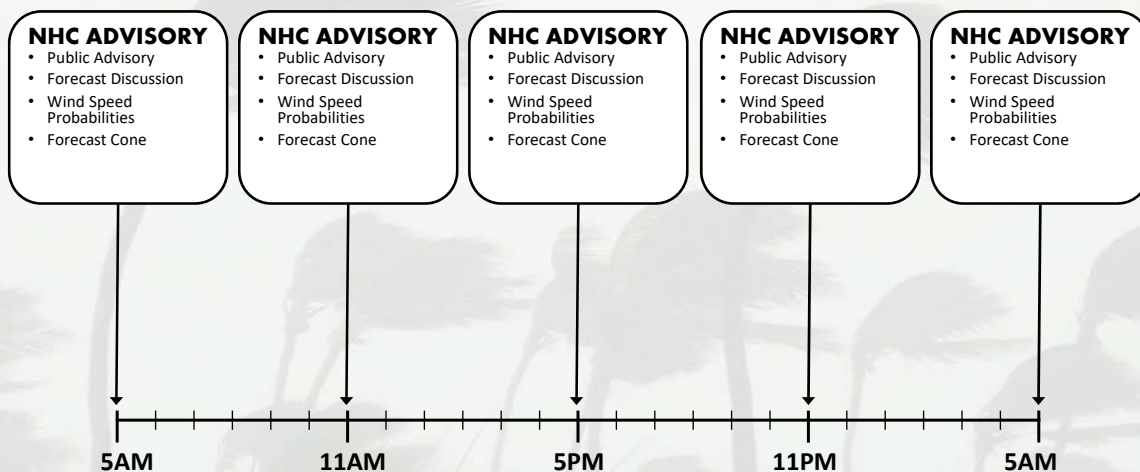 NHC ADVISORY
• Public Advisory
• Forecast Discussion
• Wind Speed
Probabilities
• Forecast Cone
NHC ADVISORY
• Public Advisory
• Forecast Discussion
• Wind Speed
Probabilities
• Forecast Cone
NHC ADVISORY
• Public Advisory
• Forecast Discussion
• Wind Speed
Probabilities
• Forecast Cone
NHC ADVISORY
• Public Advisory
• Forecast Discussion
• Wind Speed
Probabilities
• Forecast Cone
NHC ADVISORY
• Public Advisory
• Forecast Discussion
• Wind Speed
Probabilities
• Forecast Cone
5AM
11AM
5PM
11PM
5AM